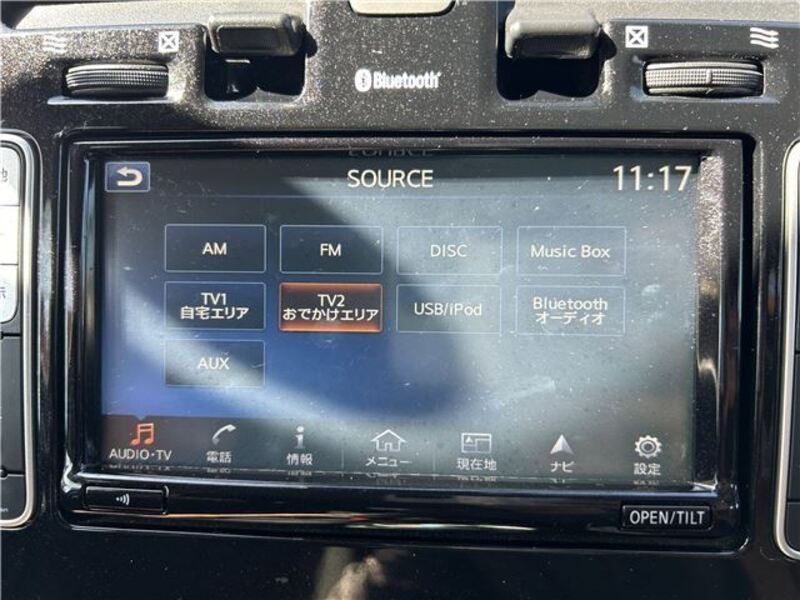 Bluetooth
SOURCE
11:17
AM
FM
DISC
Music Box
TV1
自宅エリア
TV2
おでかけエリア
USB/iPod
Bluetooth
オーディオ
AUX
AUDIO・TV
電話
情報
メニュー
現在地
ナビ
設定
OPEN/TILT